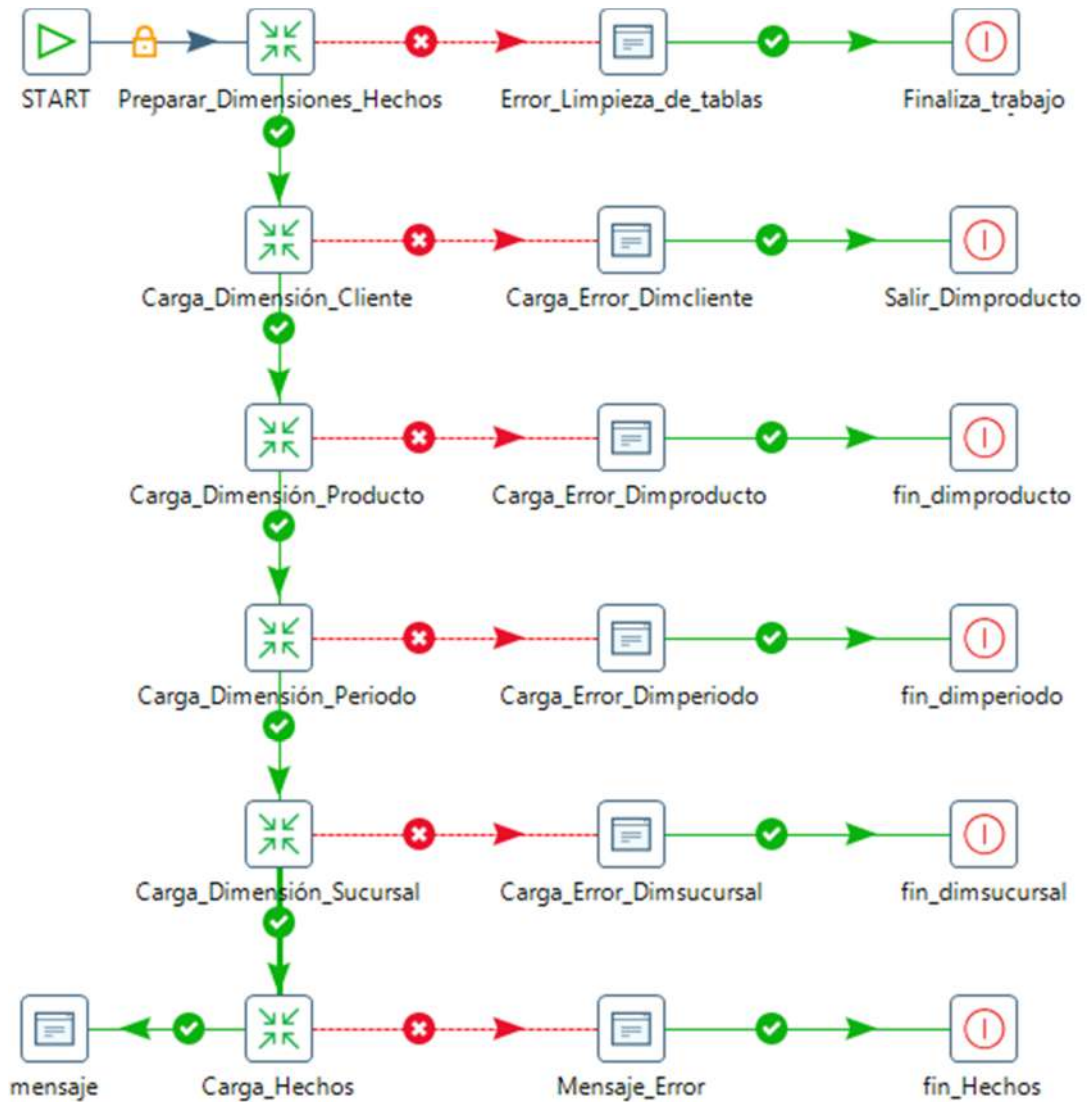 START
Preparar_Dimensiones_Hechos
Error_Limpieza_de_tablas
Finaliza_trabajo
Carga_Dimensión_Cliente
Carga_Error_Dimcliente
Salir_Dimproducto
Carga_Dimensión_Producto
Carga_Error_Dimproducto
fin_dimproducto
Carga_Dimensión_Periodo
Carga_Error_Dimperiodo
fin_dimperiodo
Carga_Dimensión_Sucursal
Carga_Error_Dimsucursal
fin_dimsucursal
mensaje
Carga_Hechos
Mensaje_Error
fin_Hechos